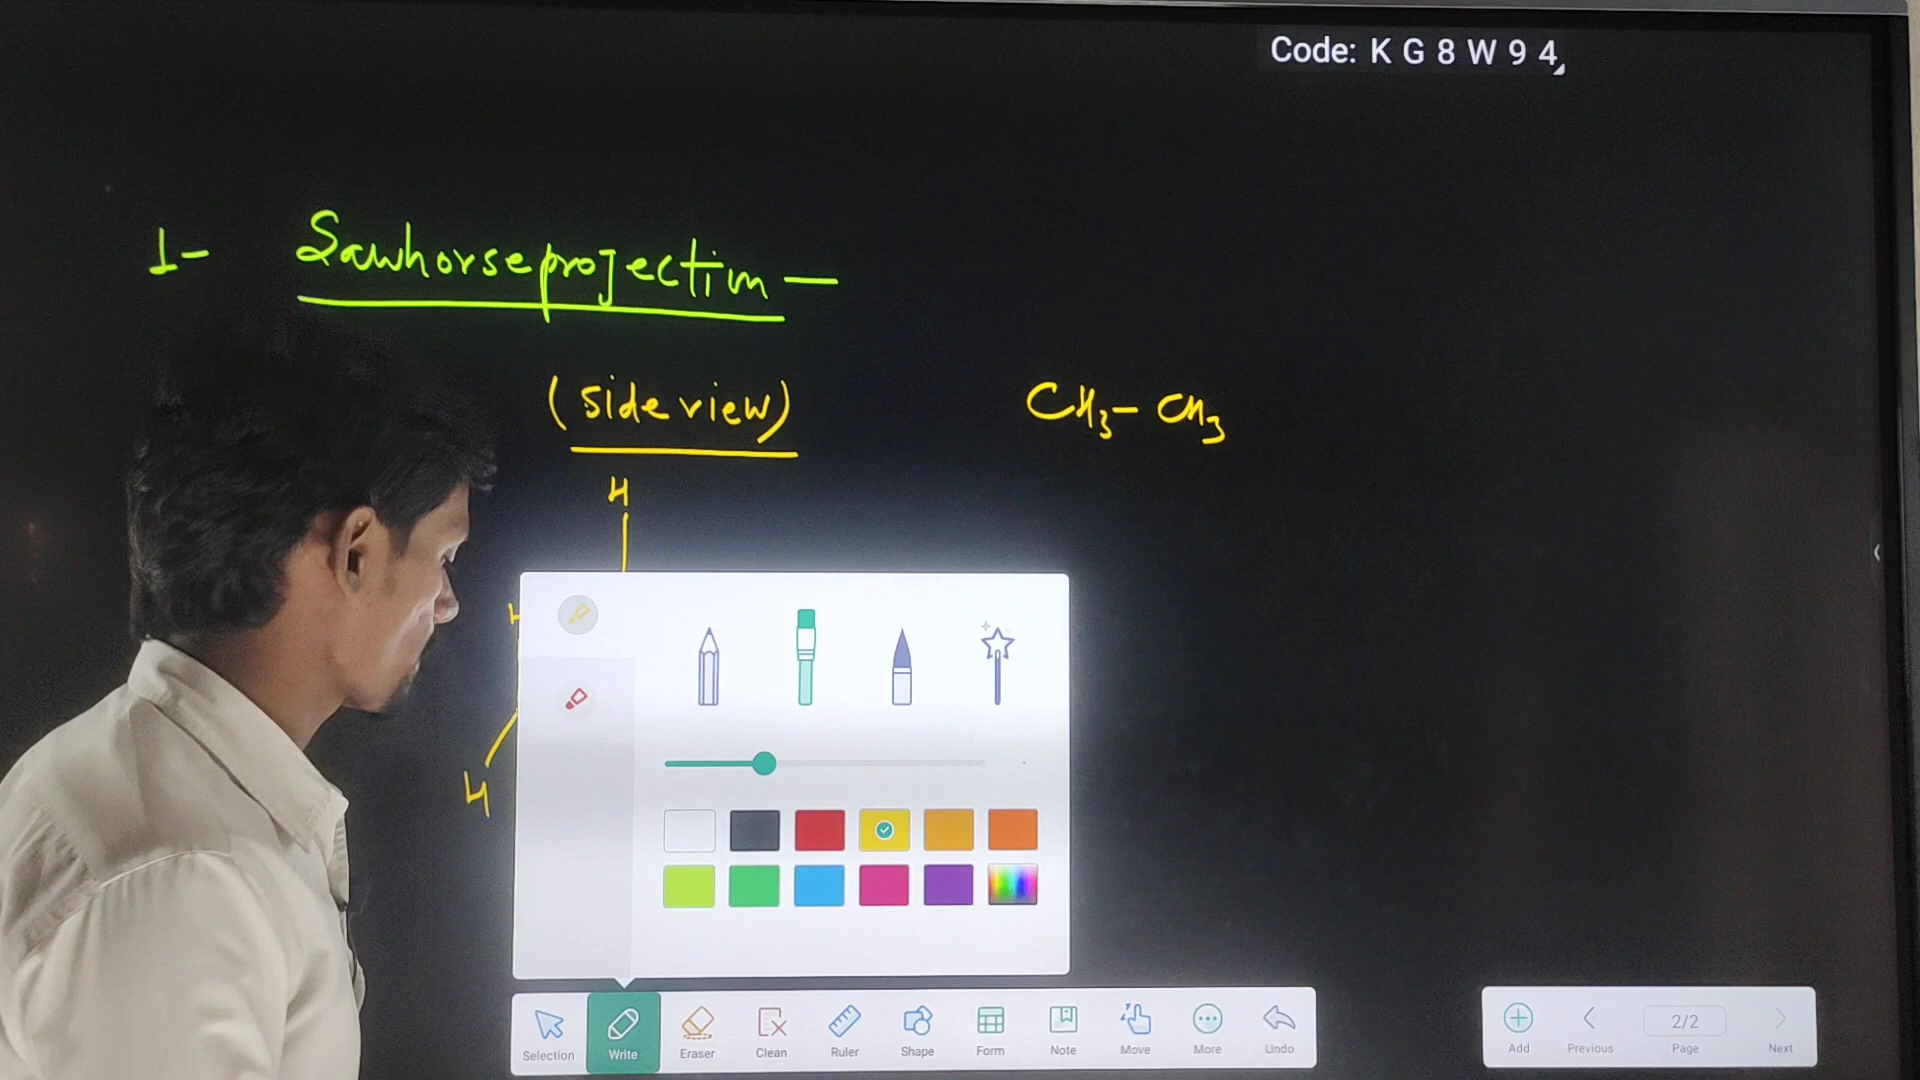 Code: K G 8 W 9 4
1- Sawhorse projection -
(side view)
CH3- CH3
H
H
H
Selection Write Eraser Clean Ruler Shape Form Note Move More Undo
Add Previous 2/2 Page Next